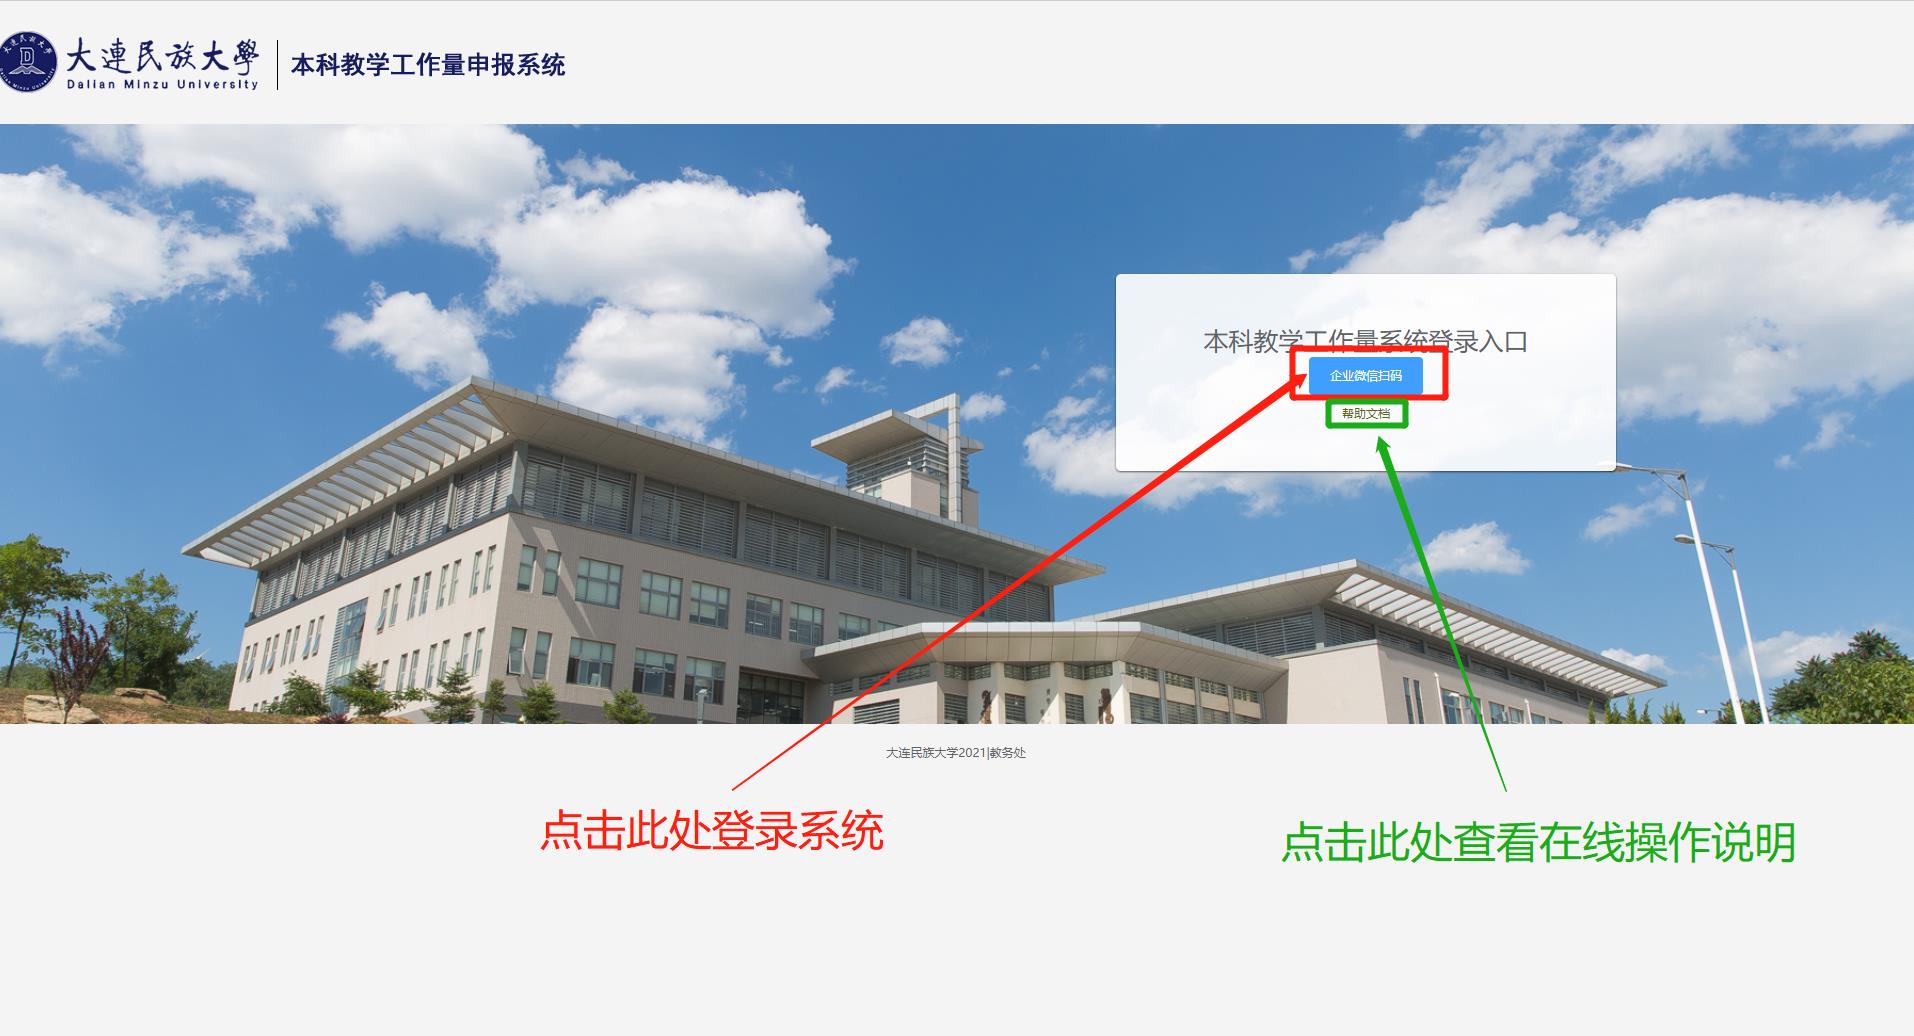 大連民族大學
Dalian Minzu University
本科教学工作量申报系统
本科教学工作量系统登录入口
企业微信扫码
帮助文档
大连民族大学2021|教务处
点击此处登录系统
点击此处查看在线操作说明